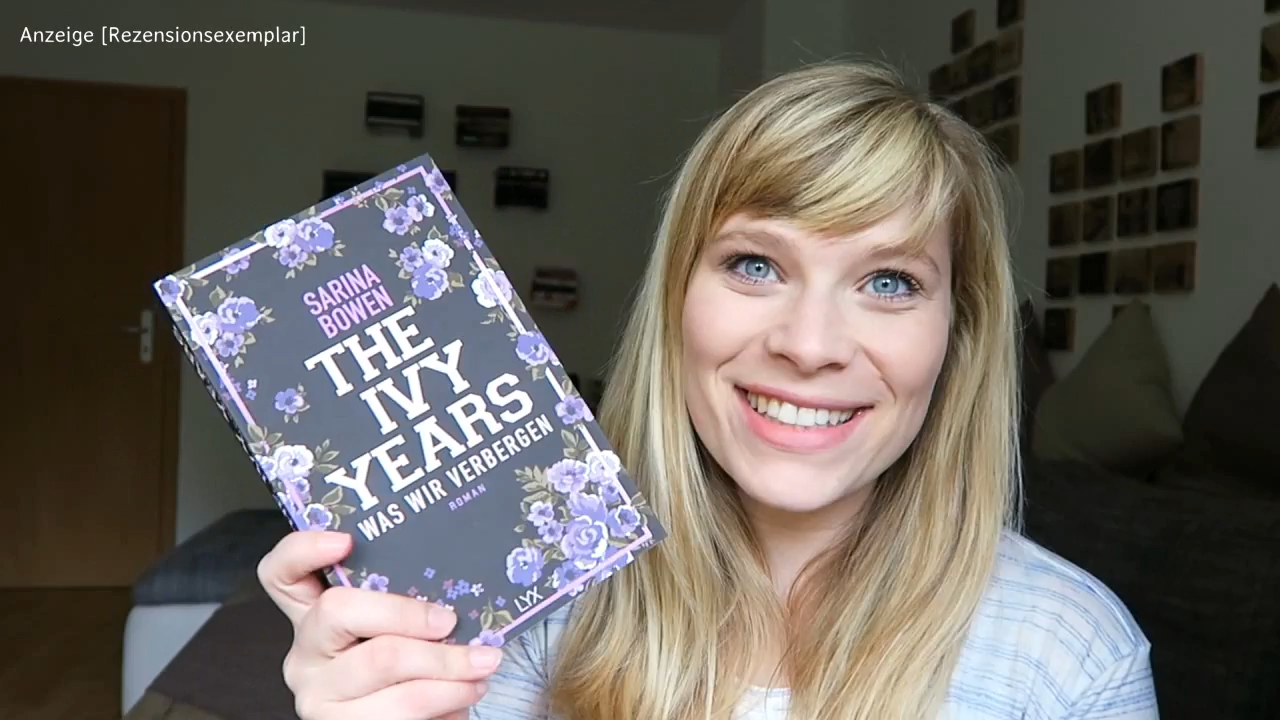 Anzeige [Rezensionsexemplar]
SARINA
BOWEN
THE
IVY
YEARS
WAS WIR VERBERGEN
ROMAN
LYX